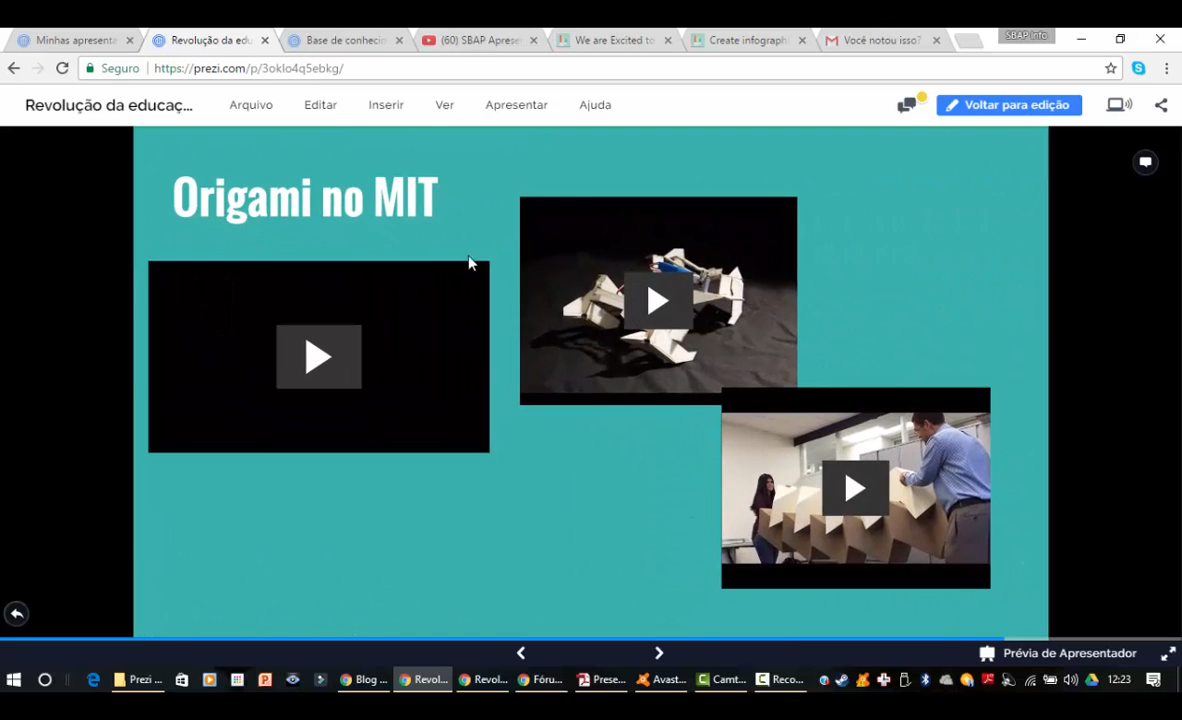 SBAP Info
Minhas apresenta
Revolução da edu
Base de conhecin
(60) SBAP Aprese
We are Excited to
Create infographi
Você notou isso?
Seguro
https://prezi.com/p/3oklo4q5ebkg/
Revolução da educaç...
Arquivo
Editar
Inserir
Ver
Apresentar
Ajuda
Voltar para edição
Origami no MIT
Prévia de Apresentador
Prezi ...
Blog ...
Revol...
Revol...
Fóru...
Prese...
Avast...
Camt...
Reco...
12:23